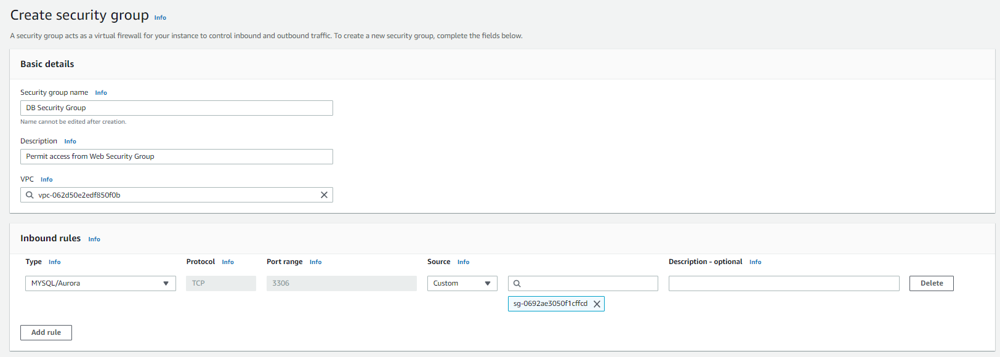 Create security group Info
A security group acts as a virtual firewall for your instance to control inbound and outbound traffic. To create a new security group, complete the fields below.
Basic details
Security group name Info
DB Security Group
Name cannot be edited after creation.
Description Info
Permit access from Web Security Group
VPC Info
vpc-062d50e2edf850f0b
Inbound rules Info
Type Info Protocol Info Port range Info Source Info Description - optional Info
MYSQL/Aurora TCP 3306 Custom Delete
sg-0692ae3050f1cffcd
Add rule